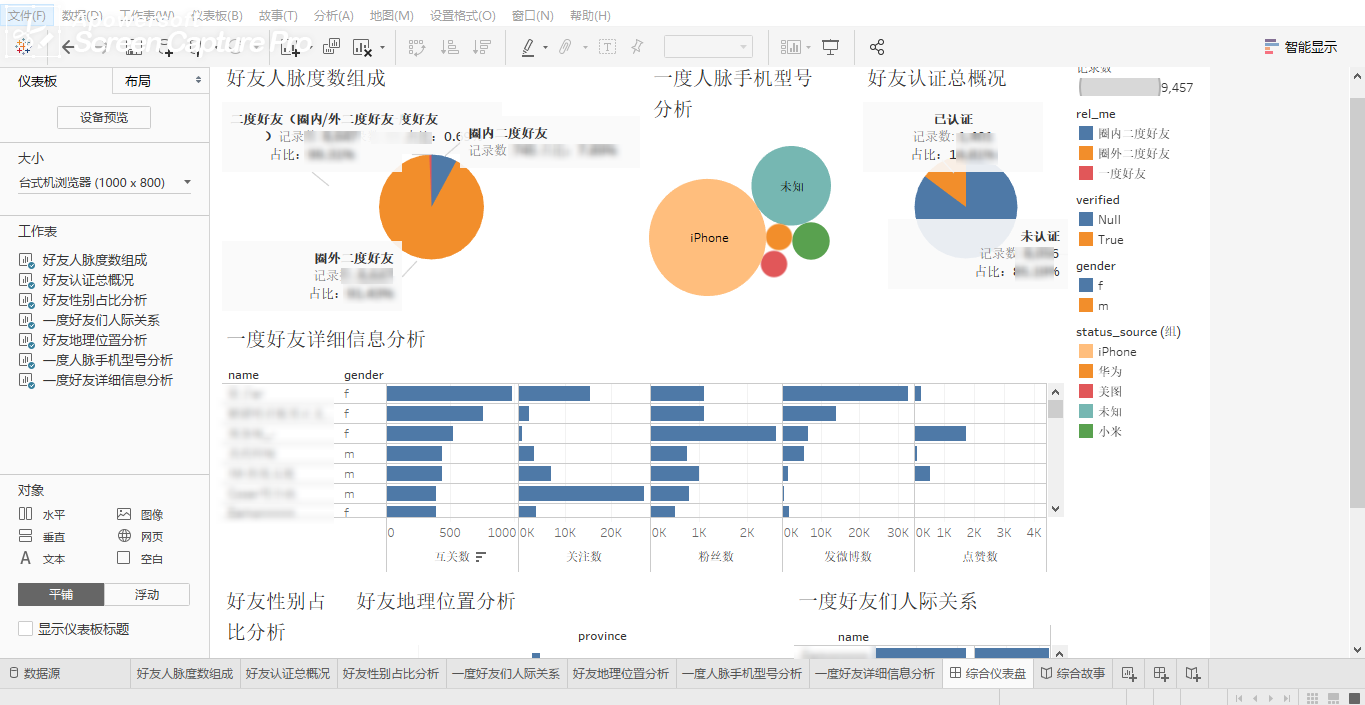 文件(F) 数据(D) 工作表(W) 仪表板(B) 故事(T) 分析(A) 地图(M) 设置格式(O) 窗口(N) 帮助(H)
Apowersoft
Screen Capture Pro
智能显示
仪表板 布局
设备预览
大小
台式机浏览器 (1000 x 800)
工作表
好友人脉度数组成
好友认证总概况
好友性别占比分析
一度好友们人际关系
好友地理位置分析
一度人脉手机型号分析
一度好友详细信息分析
对象
水平 图像
垂直 网页
文本 空白
平铺 浮动
显示仪表板标题
好友人脉度数组成
二度好友（圈内/外二度好友
）记录
占比：
度好友
0.6
圈内二度好友
记录数
圈外二度好友
记录
占比：
一度人脉手机型号
分析
iPhone
未知
好友认证总概况
已认证
记录数:
占比：
未认证
记录数
占比：
记录数
9,457
rel_me
圈内二度好友
圈外二度好友
一度好友
verified
Null
True
gender
f
m
status_source (组)
iPhone
华为
美图
未知
小米
一度好友详细信息分析
name gender
f
f
f
m
m
m
f
0 500 1000 0K 10K 20K 0K 1K 2K 0K 10K 20K 30K 0K 1K 2K 3K 4K
互关数 关注数 粉丝数 发微博数 点赞数
好友性别占
比分析
好友地理位置分析
province
一度好友们人际关系
name
数据源 好友人脉度数组成 好友认证总概况 好友性别占比分析 一度好友们人际关系 好友地理位置分析 一度人脉手机型号分析 一度好友详细信息分析 综合仪表盘 综合故事